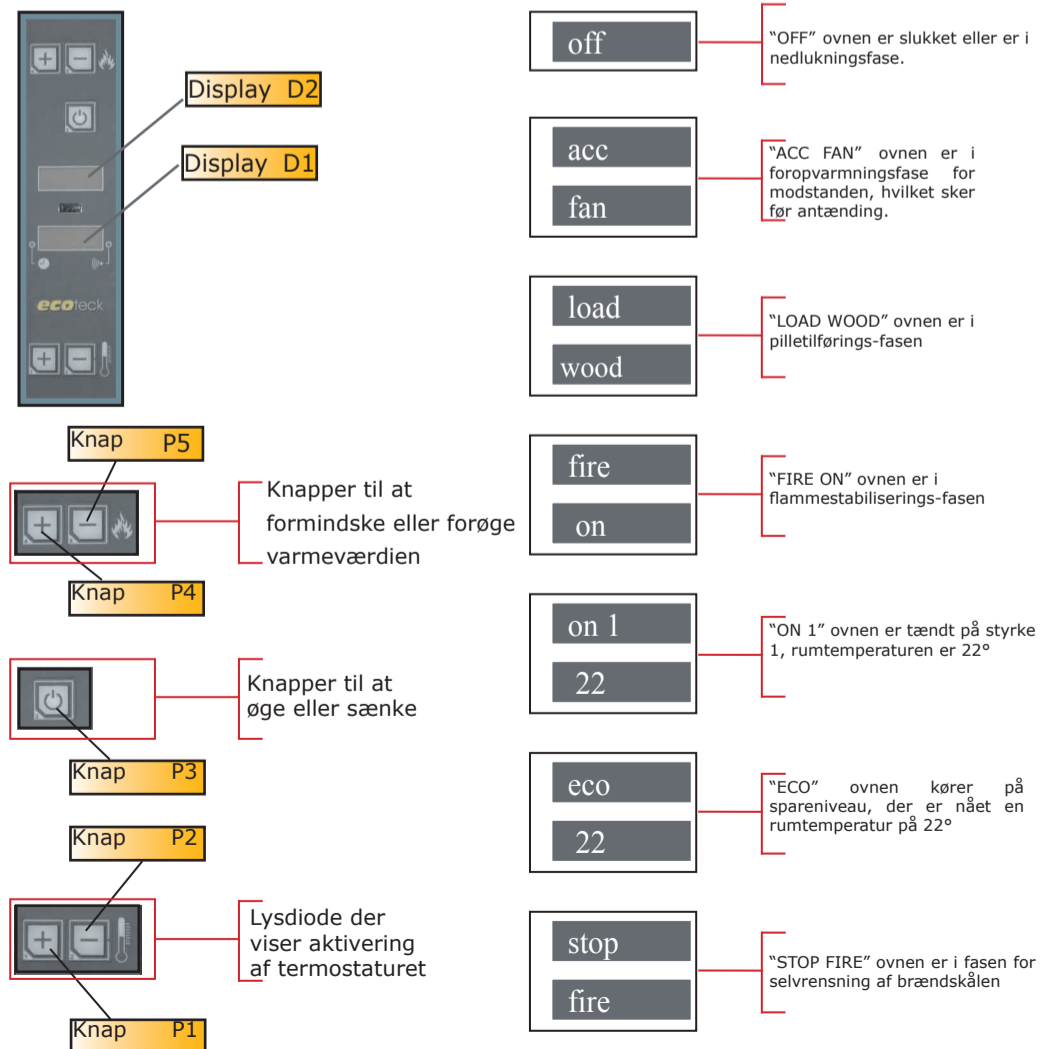 Display D2
Display D1
ecoteck
Knap P5
Knapper til at
formindske eller forøge
varmeværdien
Knap P4
Knapper til at
øge eller sænke
Knap P3
Knap P2
Lysdiode der
viser aktivering
af termostaturet
Knap P1
off
"OFF" ovnen er slukket eller er i
nedlukningsfase.
acc
fan
"ACC FAN" ovnen er i
foropvarmningsfase for
modstanden, hvilket sker
før antænding.
load
wood
"LOAD WOOD" ovnen er i
pilletilførings-fasen
fire
on
"FIRE ON" ovnen er i
flammestabiliserings-fasen
on 1
22
"ON 1" ovnen er tændt på styrke
1, rumtemperaturen er 22°
eco
22
"ECO" ovnen kører på
spareniveau, der er nået en
rumtemperatur på 22°
stop
fire
"STOP FIRE" ovnen er i fasen for
selvrensning af brændskålen